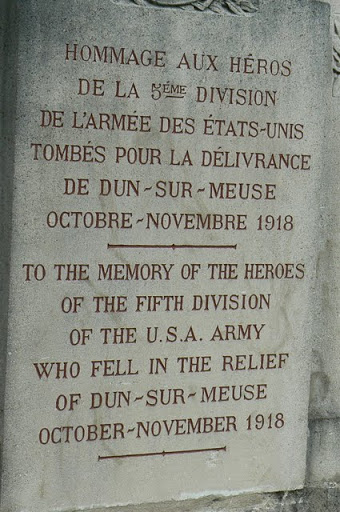 HOMMAGE AUX HÉROS
DE LA 5ÉME DIVISION
DE L'ARMÉE DES ÉTATS-UNIS
TOMBÉS POUR LA DÉLIVRANCE
DE DUN-SUR-MEUSE
OCTOBRE-NOVEMBRE 1918
TO THE MEMORY OF THE HEROES
OF THE FIFTH DIVISION
OF THE U.S.A. ARMY
WHO FELL IN THE RELIEF
OF DUN-SUR-MEUSE
OCTOBER-NOVEMBER 1918